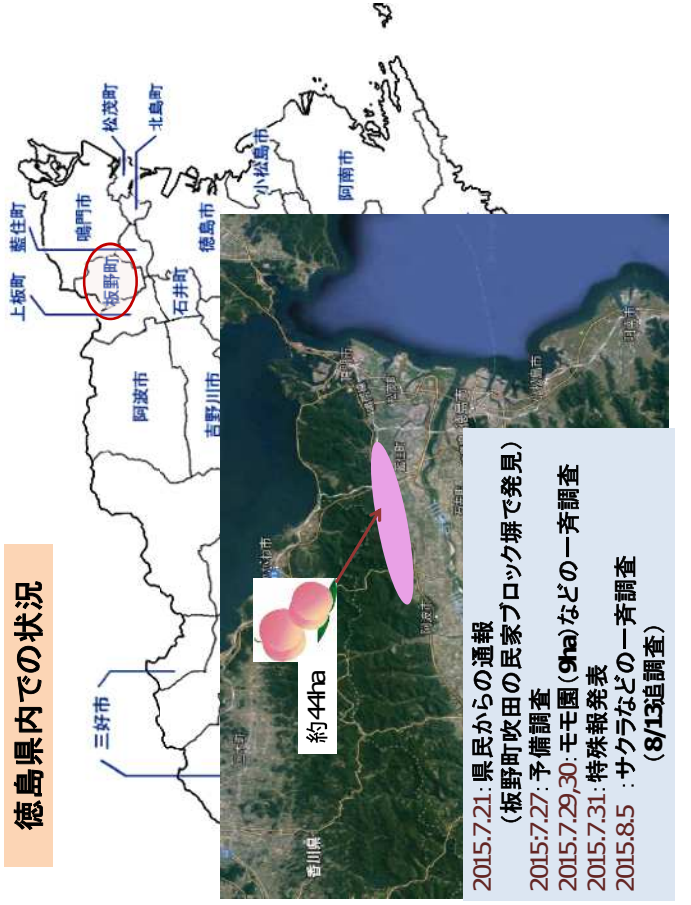 徳島県内での状況
三好市
阿波市
吉野川市
上板町
板野町
藍住町
鳴門市
松茂町
北島町
石井町
徳島市
小松島市
阿南市
約44ha
香川県
阿波市
2015.7.21: 県民からの通報
（板野町吹田の民家ブロック塀で発見）
2015:7.27: 予備調査
2015.7.29,30: モモ園（9ha）などの一斉調査
2015.7.31: 特殊報発表
2015.8.5 : サクラなどの一斉調査
（8/13追調査）